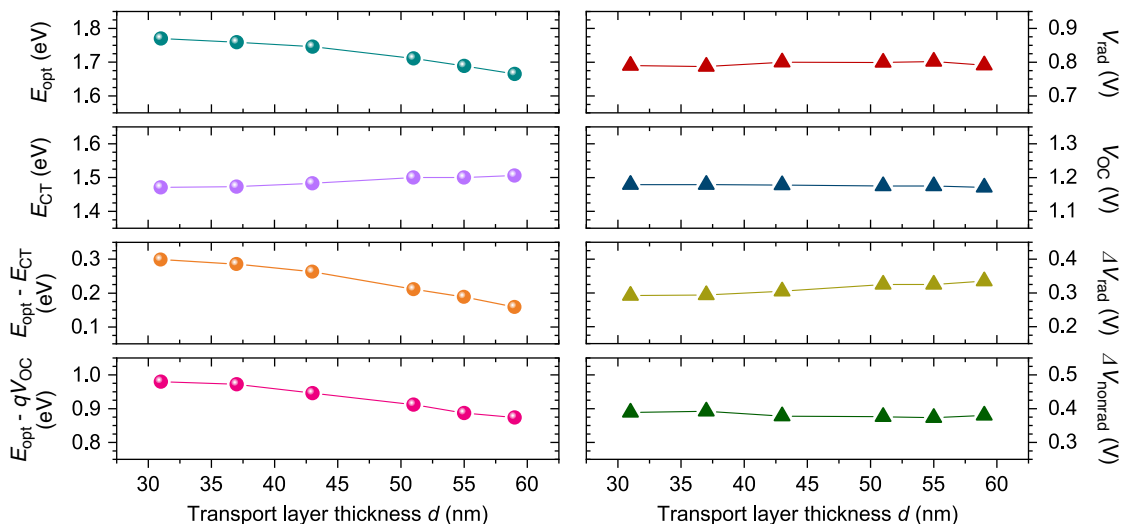 E_opt (eV)
1.8
1.7
1.6
0.9
0.8
0.7
V_rad (V)
E_CT (eV)
1.6
1.5
1.4
1.3
1.2
1.1
V_OC (V)
E_opt - E_CT
(eV)
0.3
0.2
0.1
0.4
0.3
0.2
ΔV_rad (V)
E_opt - qV_OC
(eV)
1.0
0.9
0.8
0.5
0.4
0.3
ΔV_nonrad (V)
30 35 40 45 50 55 60
30 35 40 45 50 55 60
Transport layer thickness d (nm)
Transport layer thickness d (nm)